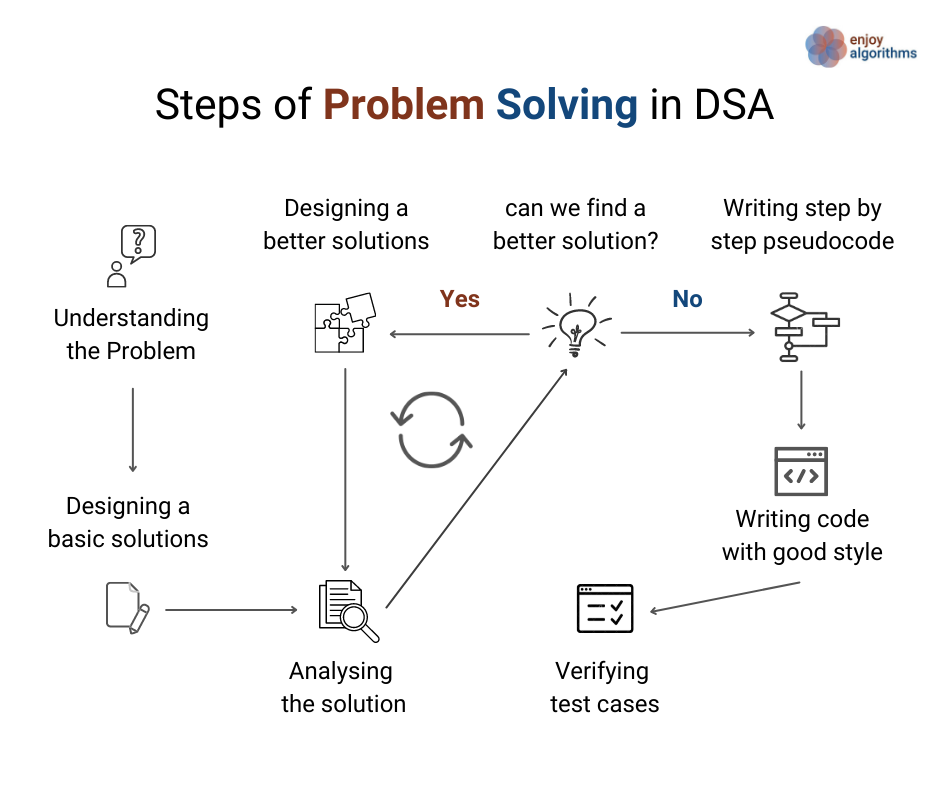 enjoy
algorithms
Steps of Problem Solving in DSA
Designing a
better solutions
can we find a
better solution?
Writing step by
step pseudocode
Understanding
the Problem
Yes
No
Designing a
basic solutions
Writing code
with good style
Analysing
the solution
Verifying
test cases